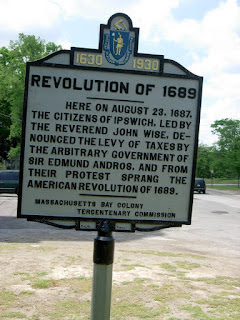 1630 1930
REVOLUTION OF 1689
HERE ON AUGUST 23, 1687,
THE CITIZENS OF IPSWICH, LED BY
THE REVEREND JOHN WISE, DE-
NOUNCED THE LEVY OF TAXES BY
THE ARBITRARY GOVERNMENT OF
SIR EDMUND ANDROS, AND FROM
THEIR PROTEST SPRANG THE
AMERICAN REVOLUTION OF 1689.
MASSACHUSETTS BAY COLONY
TERCENTENARY COMMISSION